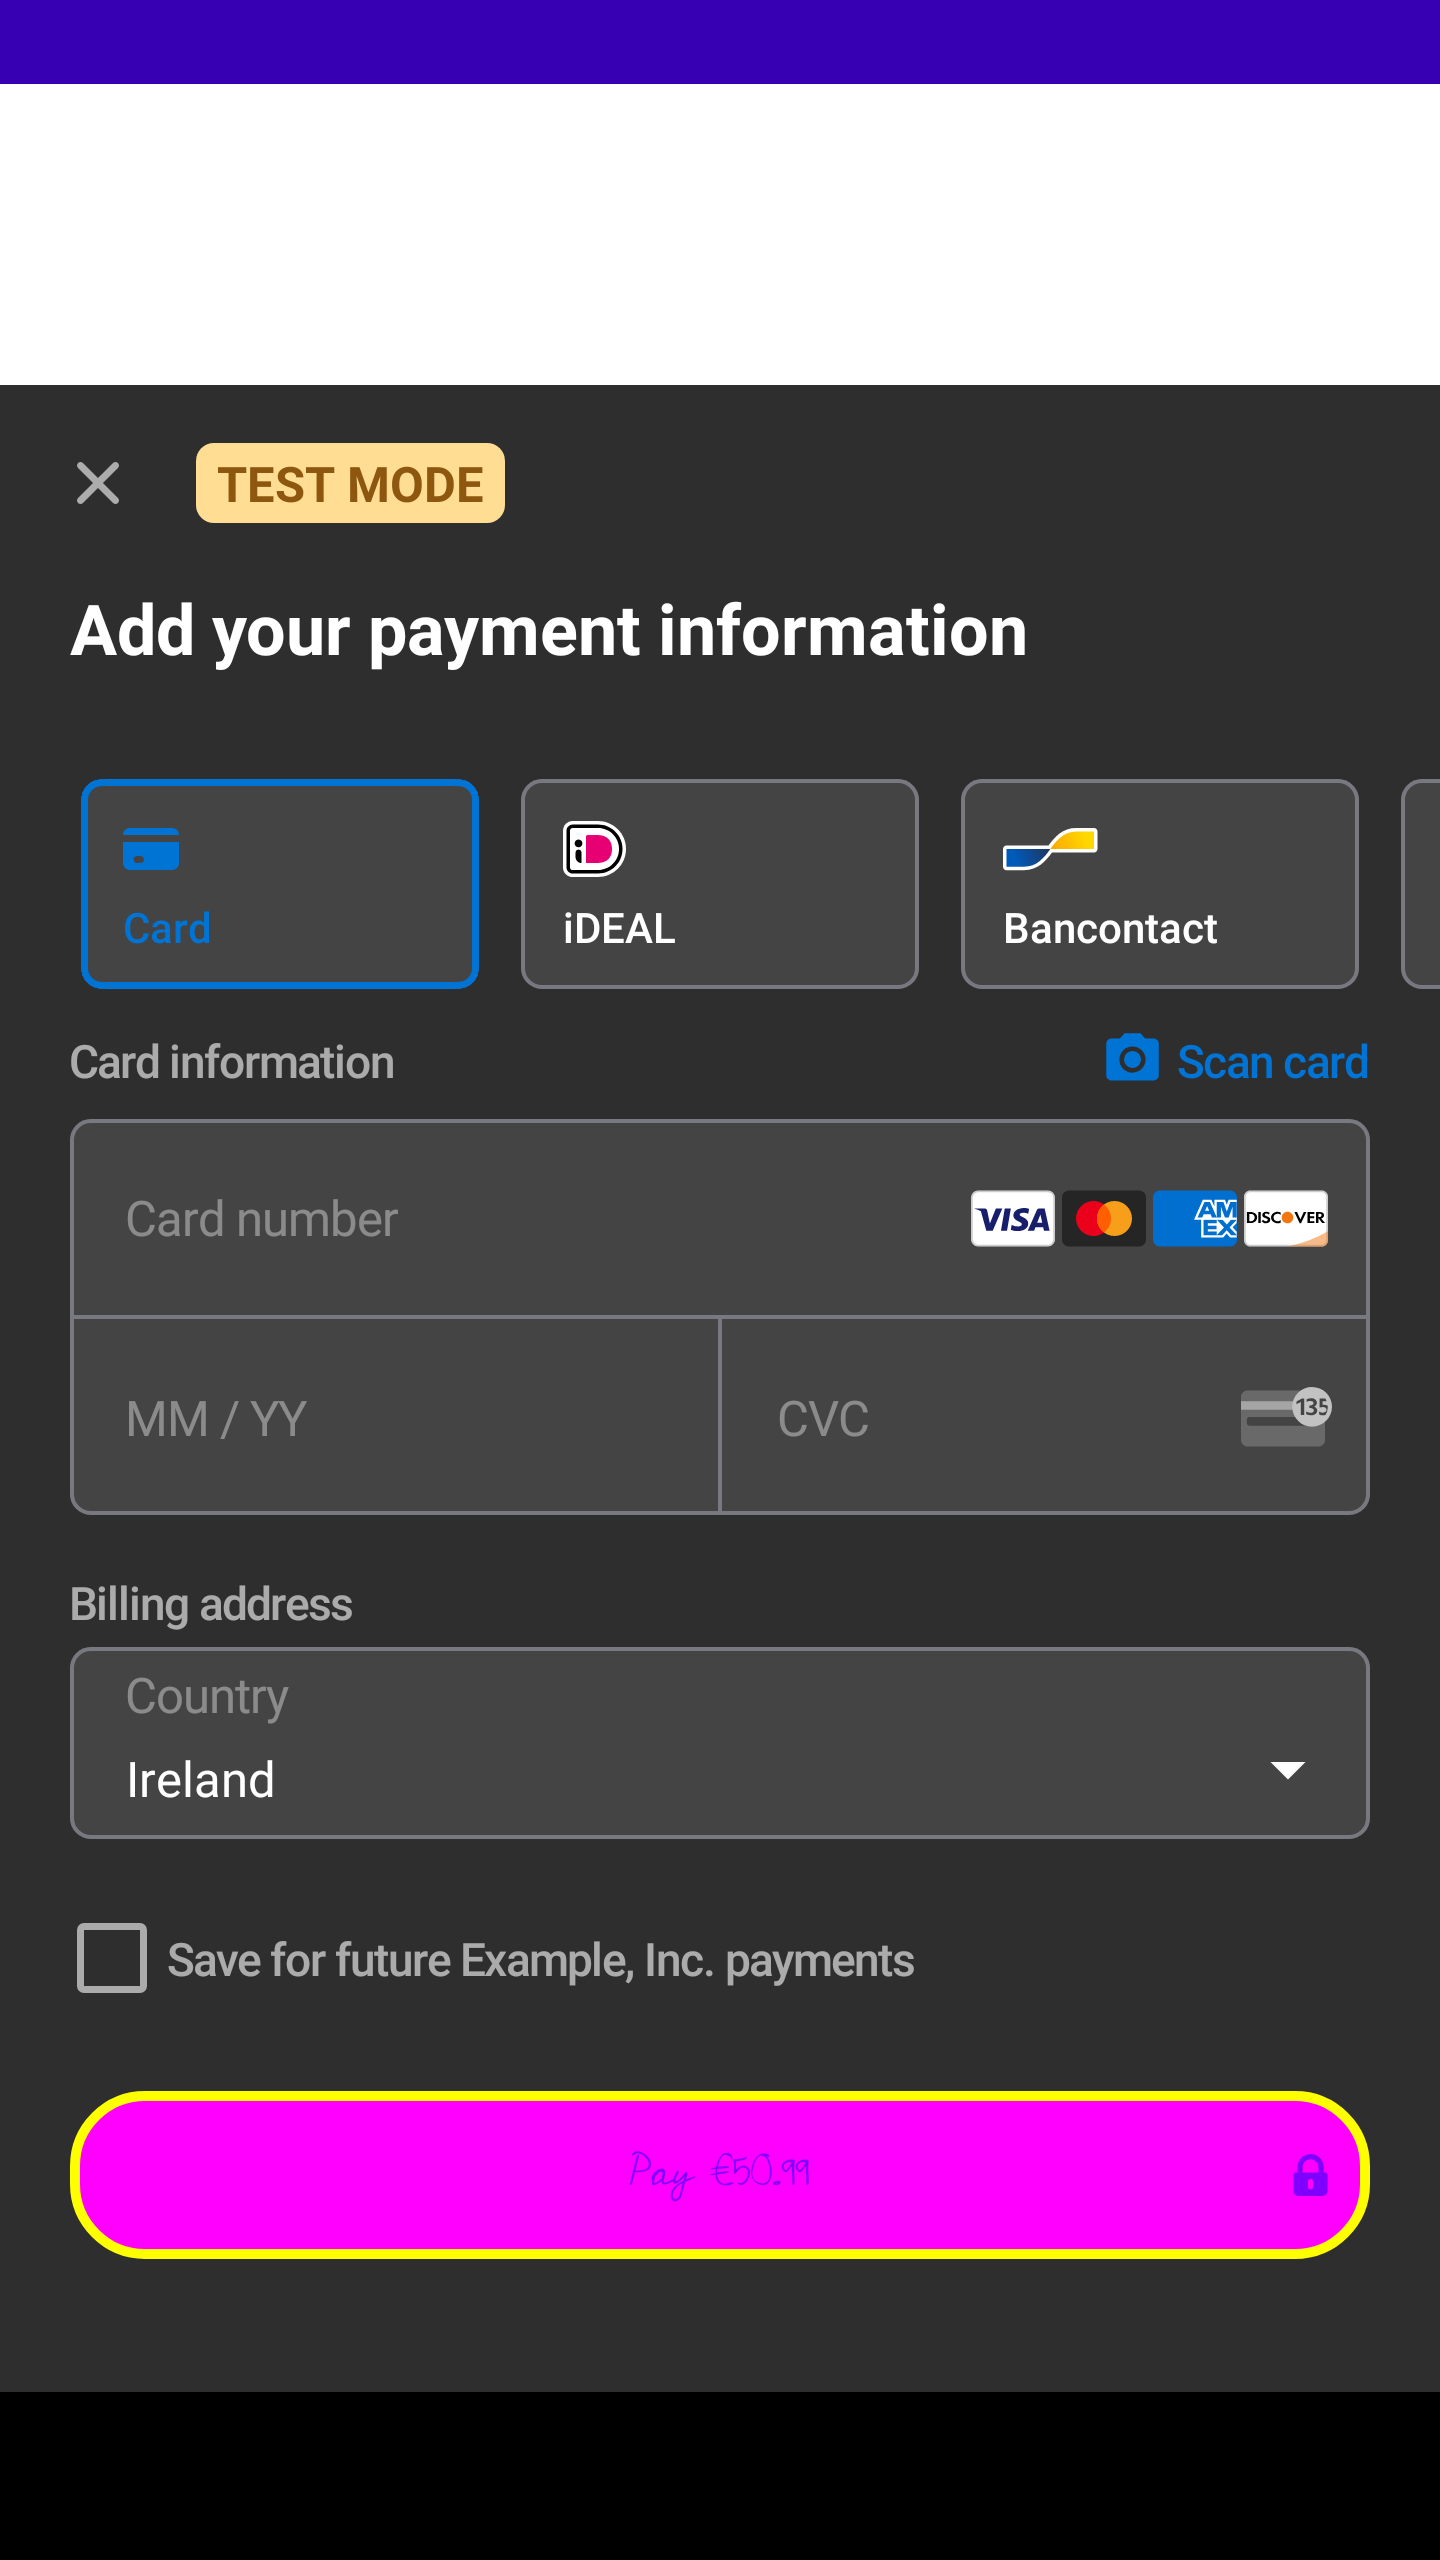 TEST MODE
Add your payment information
Card
iDEAL
Bancontact
Card information
Scan card
Card number
VISA
AM
EX
DISCOVER
MM / YY
CVC
135
Billing address
Country
Ireland
Save for future Example, Inc. payments
Pay €50.99